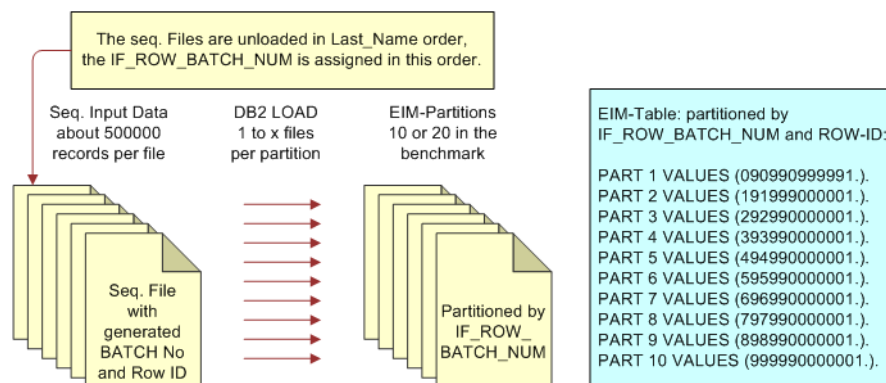 The seq. Files are unloaded in Last_Name order,
the IF_ROW_BATCH_NUM is assigned in this order.
Seq. Input Data
about 500000
records per file
DB2 LOAD
1 to x files
per partition
EIM-Partitions
10 or 20 in the
benchmark
Seq. File
with
generated
BATCH No
and Row ID
Partitioned by
IF_ROW_
BATCH_NUM
EIM-Table: partitioned by
IF_ROW_BATCH_NUM and ROW-ID:
PART 1 VALUES (090990999991.).
PART 2 VALUES (191999000001.).
PART 3 VALUES (292990000001.).
PART 4 VALUES (393990000001.).
PART 5 VALUES (494990000001.).
PART 6 VALUES (595990000001.).
PART 7 VALUES (696990000001.).
PART 8 VALUES (797990000001.).
PART 9 VALUES (898990000001.).
PART 10 VALUES (999990000001.).